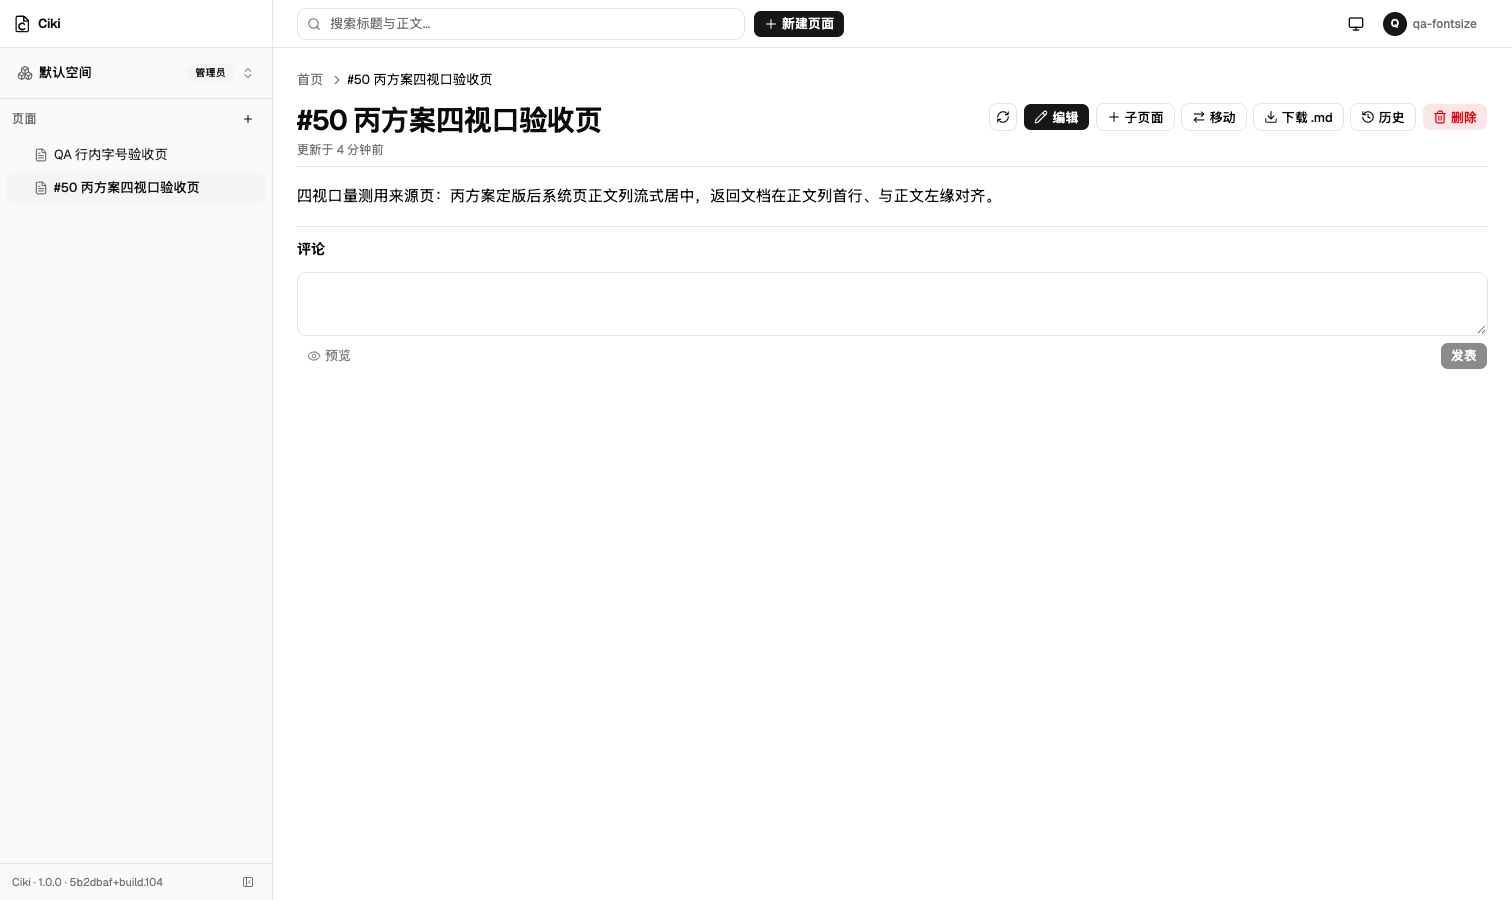 Ciki
搜索标题与正文...
新建页面
Q
qa-fontsize
默认空间
管理员
页面
QA 行内字号验收页
#50 丙方案四视口验收页
首页
#50 丙方案四视口验收页
#50 丙方案四视口验收页
更新于 4 分钟前
编辑
子页面
移动
下载 .md
历史
删除
四视口量测用来源页：丙方案定版后系统页正文列流式居中，返回文档在正文列首行、与正文左缘对齐。
评论
预览
发表
Ciki · 1.0.0 · 5b2dbaf+build.104